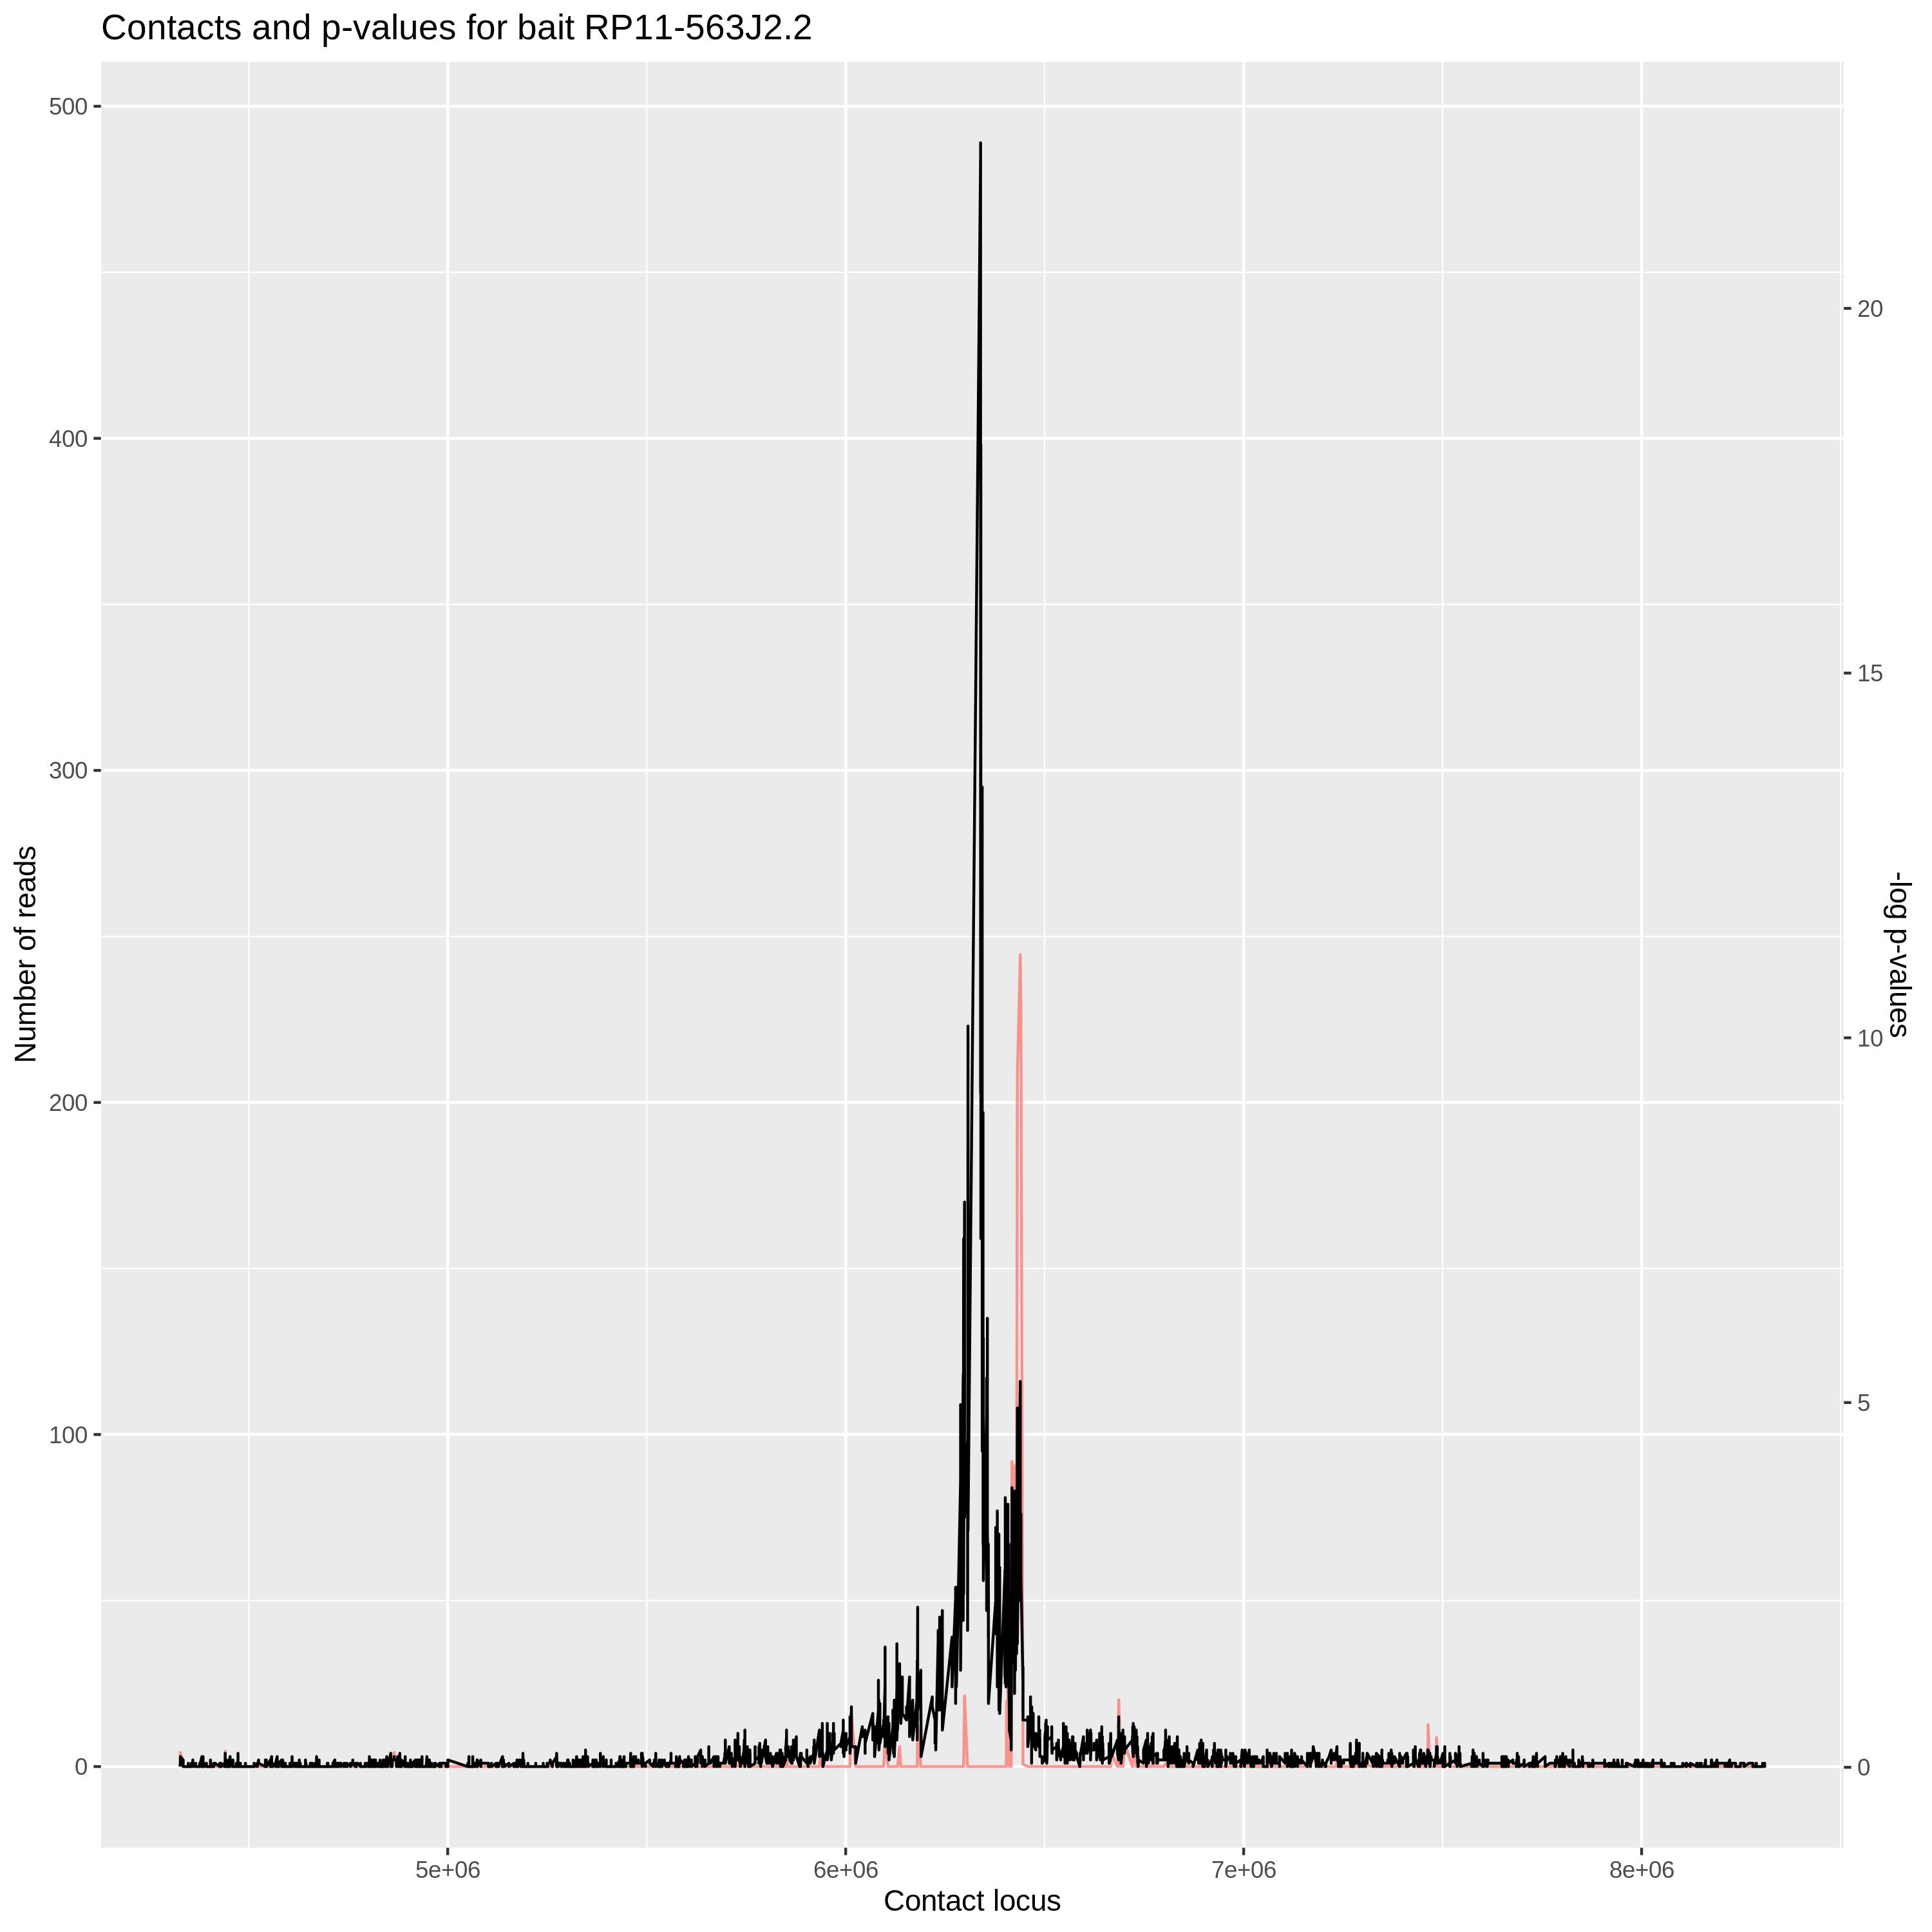 Contacts and p-values for bait RP11-563J2.2
500
400
300
200
100
0
Number of reads
20
15
10
5
0
-log p-values
5e+06
6e+06
7e+06
8e+06
Contact locus